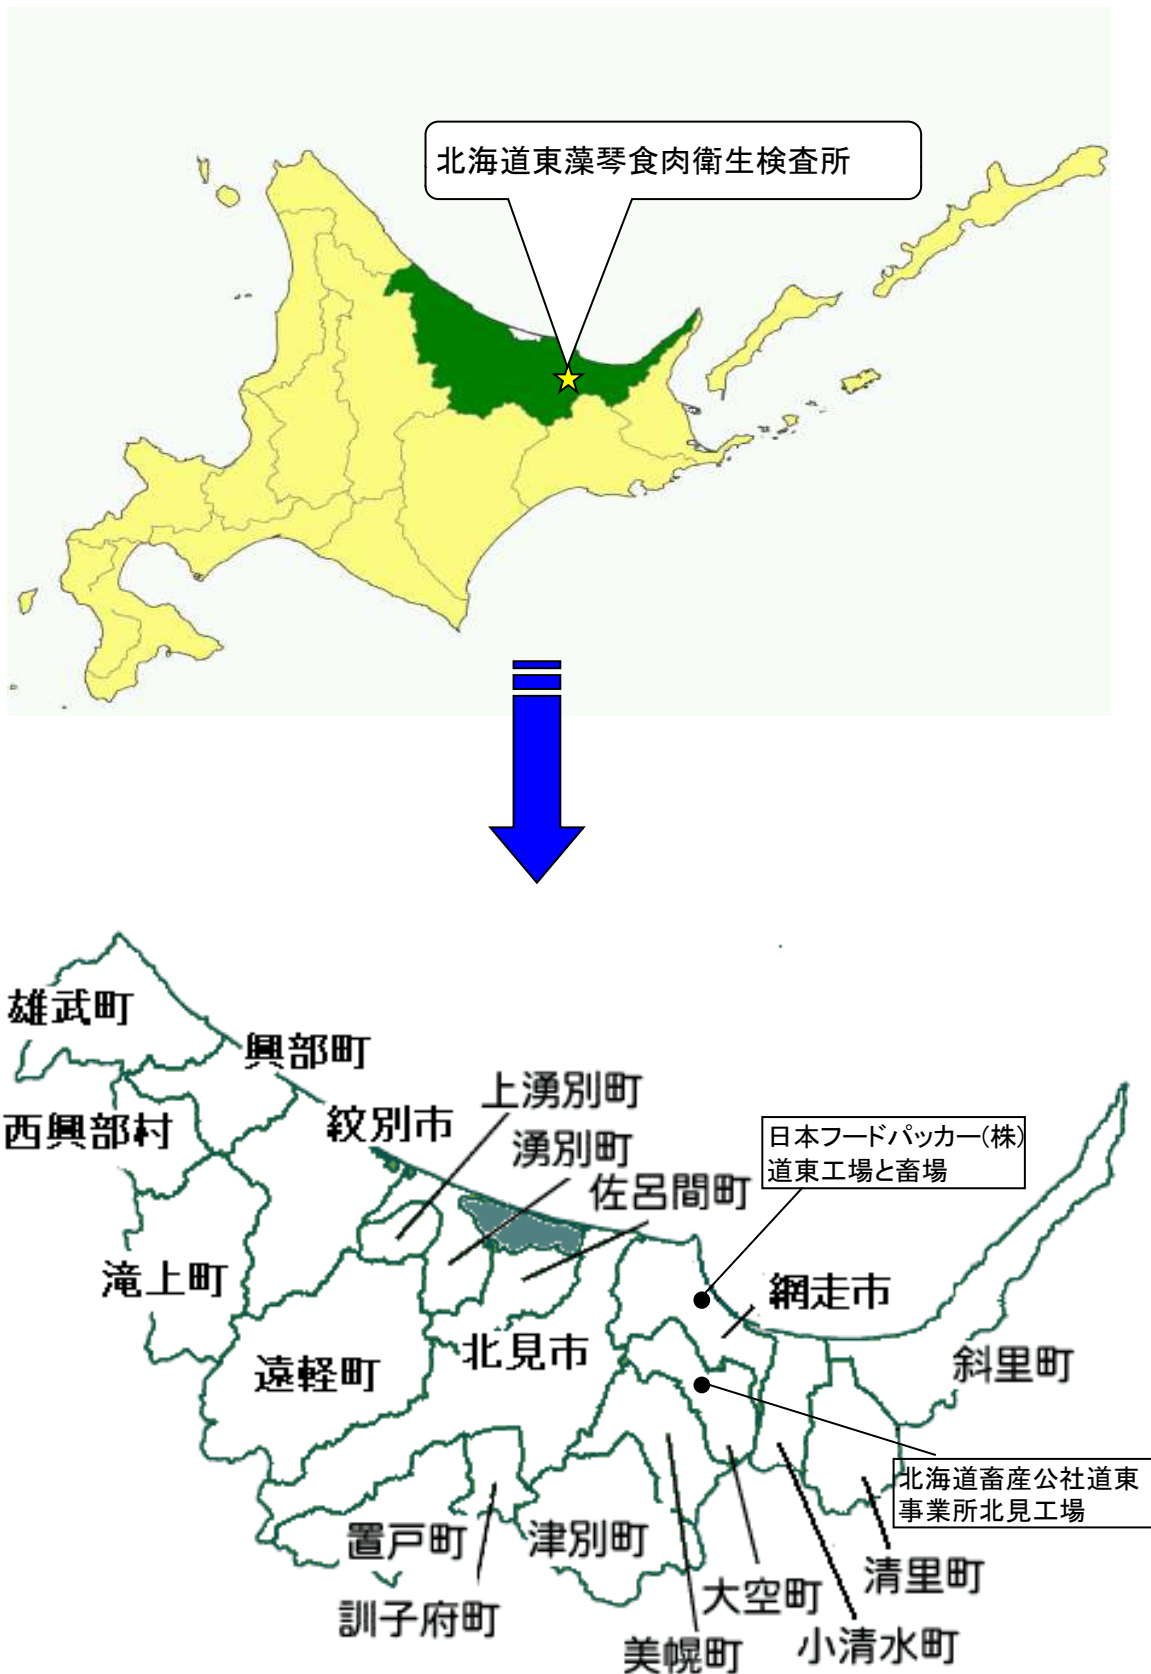 北海道東藻琴食肉衛生検査所
雄武町
興部町
上湧別町
西興部村
紋別市
湧別町
日本フードパッカー(株)
道東工場と畜場
佐呂間町
滝上町
網走市
遠軽町
北見市
斜里町
北海道畜産公社道東
事業所北見工場
置戸町
津別町
清里町
大空町
訓子府町
美幌町
小清水町